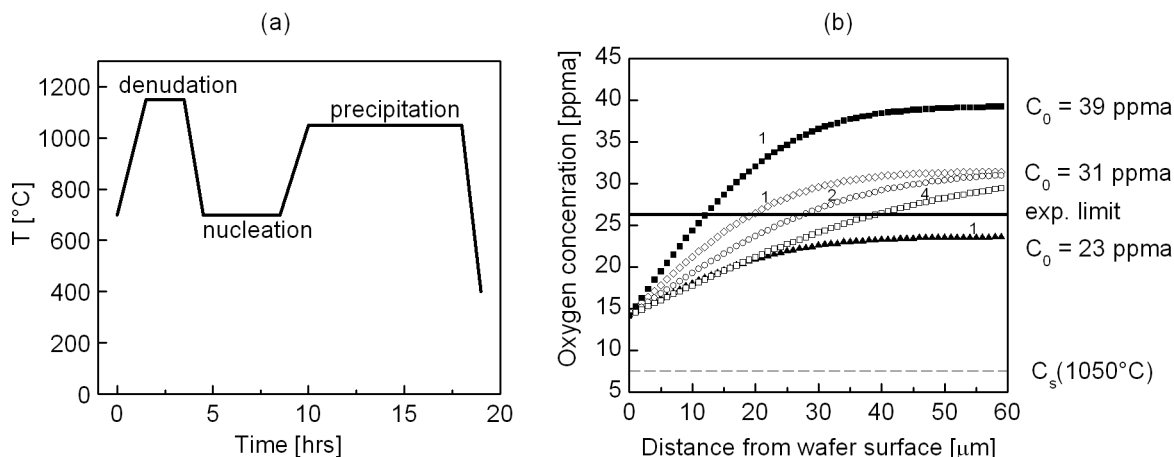 (a)
T [°C]
1200
1000
800
600
400
200
0
denudation
precipitation
nucleation
0
5
10
15
20
Time [hrs]
(b)
Oxygen concenration [ppma]
45
40
35
30
25
20
15
10
5
1
1
2
4
1
0
10
20
30
40
50
60
Distance from wafer surface [µm]
C0 = 39 ppma
C0 = 31 ppma
exp. limit
C0 = 23 ppma
Cs(1050°C)